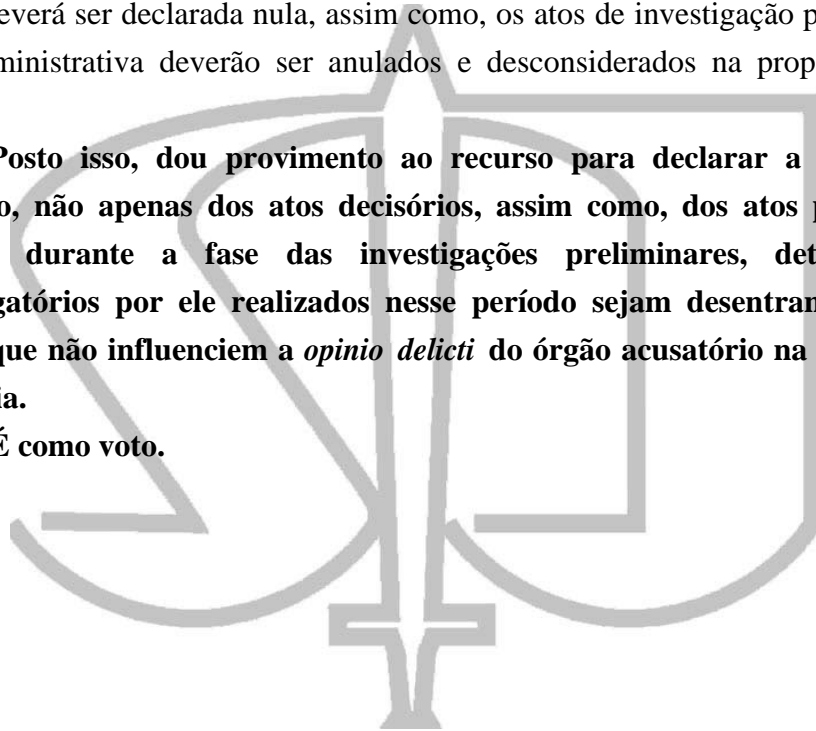 everá ser declarada nula, assim como, os atos de investigação p
ministrativa deverão ser anulados e desconsiderados na prop
Posto isso, dou provimento ao recurso para declarar a
o, não apenas dos atos decisórios, assim como, dos atos p
durante a fase das investigações preliminares, det
gatórios por ele realizados nesse período sejam desentran
que não influenciem a opinio delicti do órgão acusatório na
ia.
É como voto.